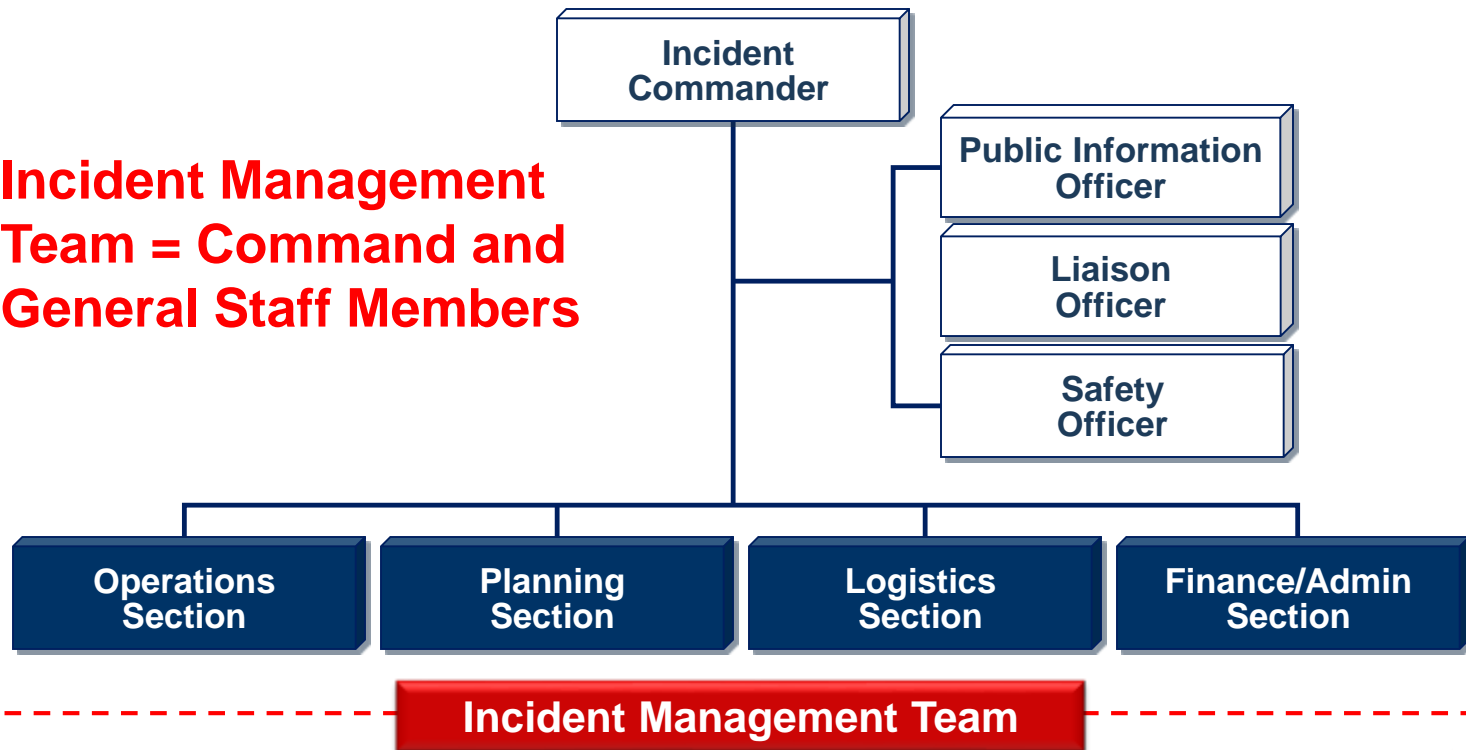 Incident
Commander
Public Information
Officer
Incident Management
Team = Command and
General Staff Members
Liaison
Officer
Safety
Officer
Operations
Section
Planning
Section
Logistics
Section
Finance/Admin
Section
Incident Management Team